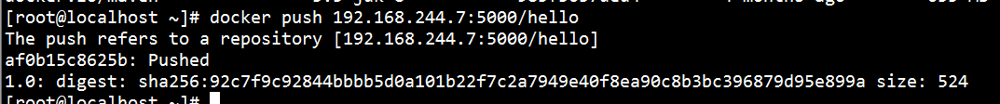 [root@localhost ~]# docker push 192.168.244.7:5000/hello
The push refers to a repository [192.168.244.7:5000/hello]
af0b15c8625b: Pushed
1.0: digest: sha256:92c7f9c92844bbbb5d0a101b22f7c2a7949e40f8ea90c8b3bc396879d95e899a size: 524
[root@localhost ~]#